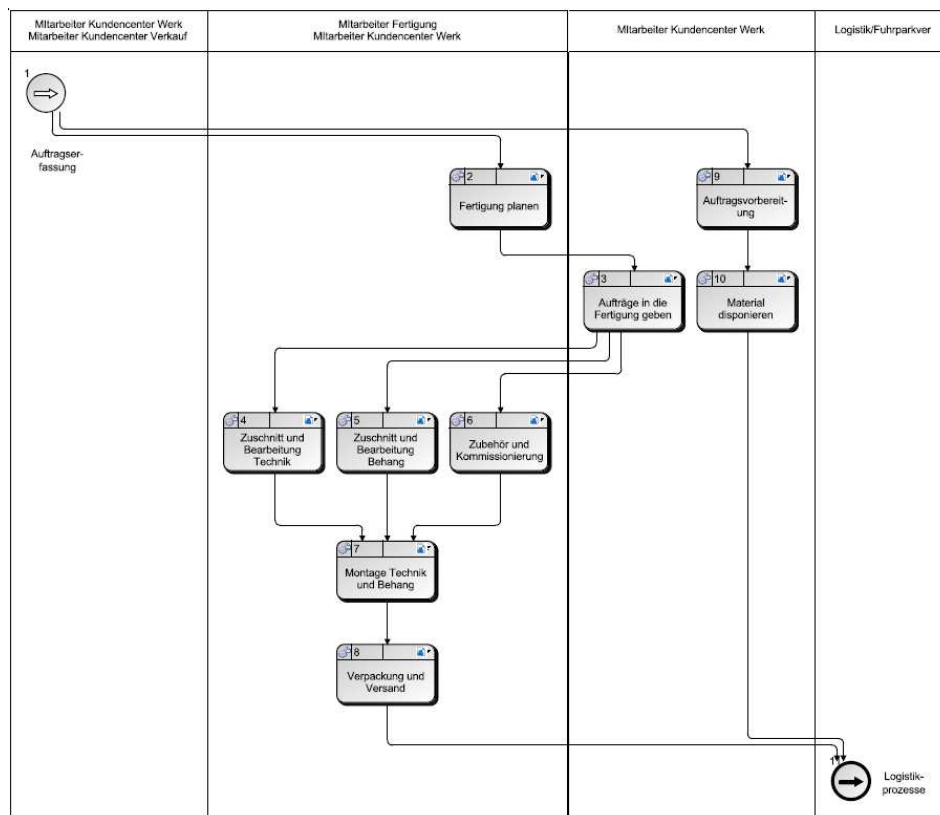 MItarbeiter Kundencenter Werk
MItarbeiter Kundencenter Verkauf
MItarbeiter Fertigung
MItarbeiter Kundencenter Werk
MItarbeiter Kundencenter Werk
Logistik/Fuhrparkver
1
Auftragser-
fassung
2
Fertigung planen
9
Auftragsvorbereit-
ung
3
Aufträge in die
Fertigung geben
10
Material
disponieren
4
Zuschnitt und
Bearbeitung
Technik
5
Zuschnitt und
Bearbeitung
Behang
6
Zubehör und
Kommissionierung
7
Montage Technik
und Behang
8
Verpackung und
Versand
Logistik-
prozesse